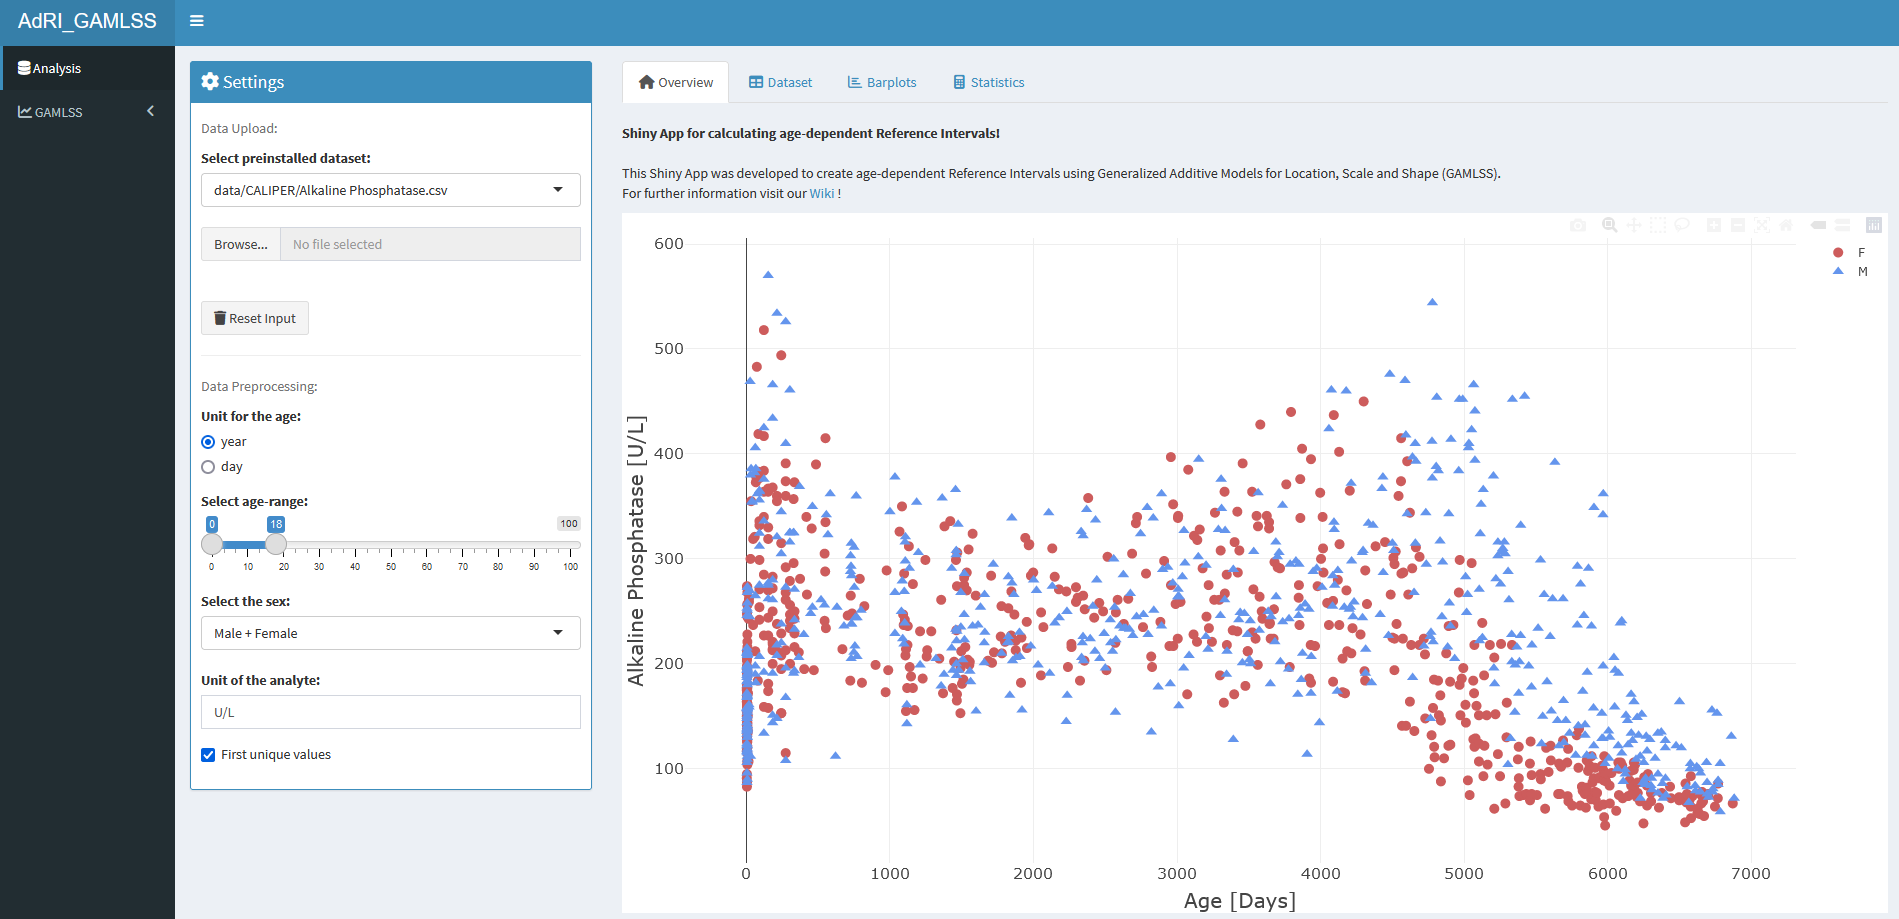 AdRI_GAMLSS
Analysis
GAMLSS
Settings
Data Upload:
Select preinstalled dataset:
data/CALIPER/Alkaline Phosphatase.csv
Browse...
No file selected
Reset Input
Data Preprocessing:
Unit for the age:
year
day
Select age-range:
0
18
100
0 10 20 30 40 50 60 70 80 90 100
Select the sex:
Male + Female
Unit of the analyte:
U/L
First unique values
Overview
Dataset
Barplots
Statistics
Shiny App for calculating age-dependent Reference Intervals!
This Shiny App was developed to create age-dependent Reference Intervals using Generalized Additive Models for Location, Scale and Shape (GAMLSS).
For further information visit our Wiki !
F
M
600
500
400
300
200
100
Alkaline Phosphatase [U/L]
0 1000 2000 3000 4000 5000 6000 7000
Age [Days]